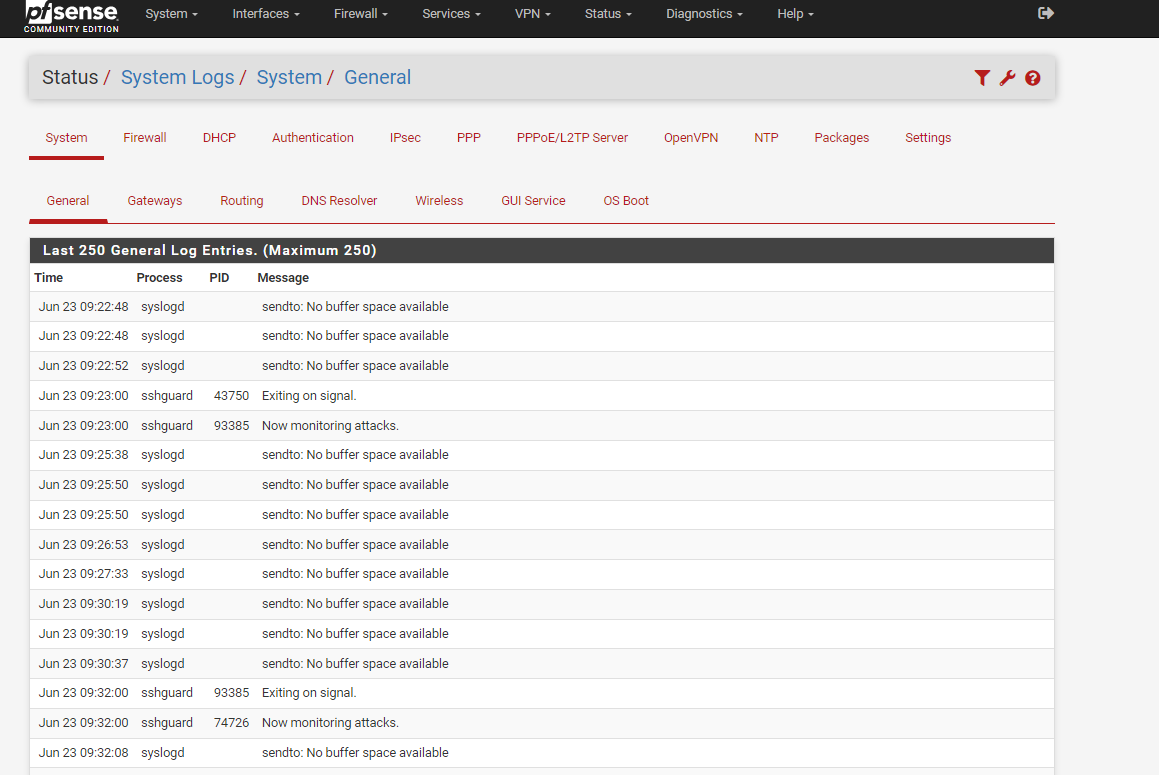 pfsense System Interfaces Firewall Services VPN Status Diagnostics Help
COMMUNITY EDITION
Status / System Logs / System / General
System Firewall DHCP Authentication IPsec PPP PPPoE/L2TP Server OpenVPN NTP Packages Settings
General Gateways Routing DNS Resolver Wireless GUI Service OS Boot
Last 250 General Log Entries. (Maximum 250)
Time Process PID Message
Jun 23 09:22:48 syslogd sendto: No buffer space available
Jun 23 09:22:48 syslogd sendto: No buffer space available
Jun 23 09:22:52 syslogd sendto: No buffer space available
Jun 23 09:23:00 sshguard 43750 Exiting on signal.
Jun 23 09:23:00 sshguard 93385 Now monitoring attacks.
Jun 23 09:25:38 syslogd sendto: No buffer space available
Jun 23 09:25:50 syslogd sendto: No buffer space available
Jun 23 09:25:50 syslogd sendto: No buffer space available
Jun 23 09:26:53 syslogd sendto: No buffer space available
Jun 23 09:27:33 syslogd sendto: No buffer space available
Jun 23 09:30:19 syslogd sendto: No buffer space available
Jun 23 09:30:19 syslogd sendto: No buffer space available
Jun 23 09:30:37 syslogd sendto: No buffer space available
Jun 23 09:32:00 sshguard 93385 Exiting on signal.
Jun 23 09:32:00 sshguard 74726 Now monitoring attacks.
Jun 23 09:32:08 syslogd sendto: No buffer space available